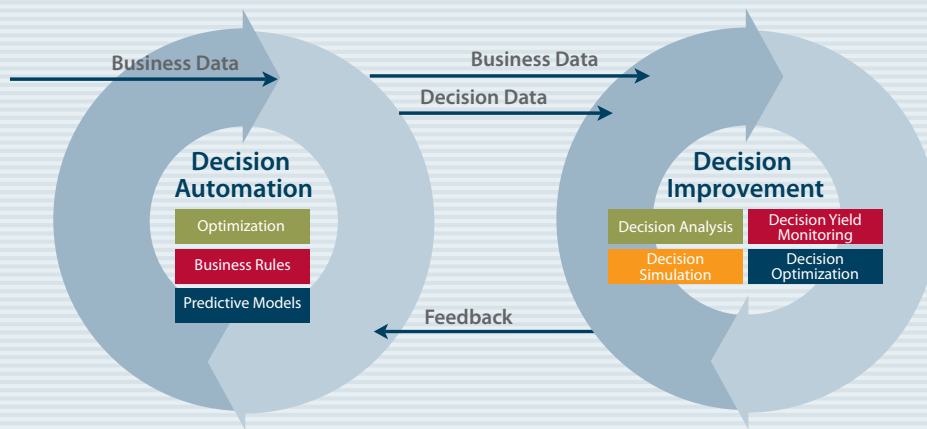 Business Data
Business Data
Decision Data
Decision
Automation
Optimization
Business Rules
Predictive Models
Decision
Improvement
Decision Analysis
Decision Yield
Monitoring
Decision
Simulation
Decision
Optimization
Feedback